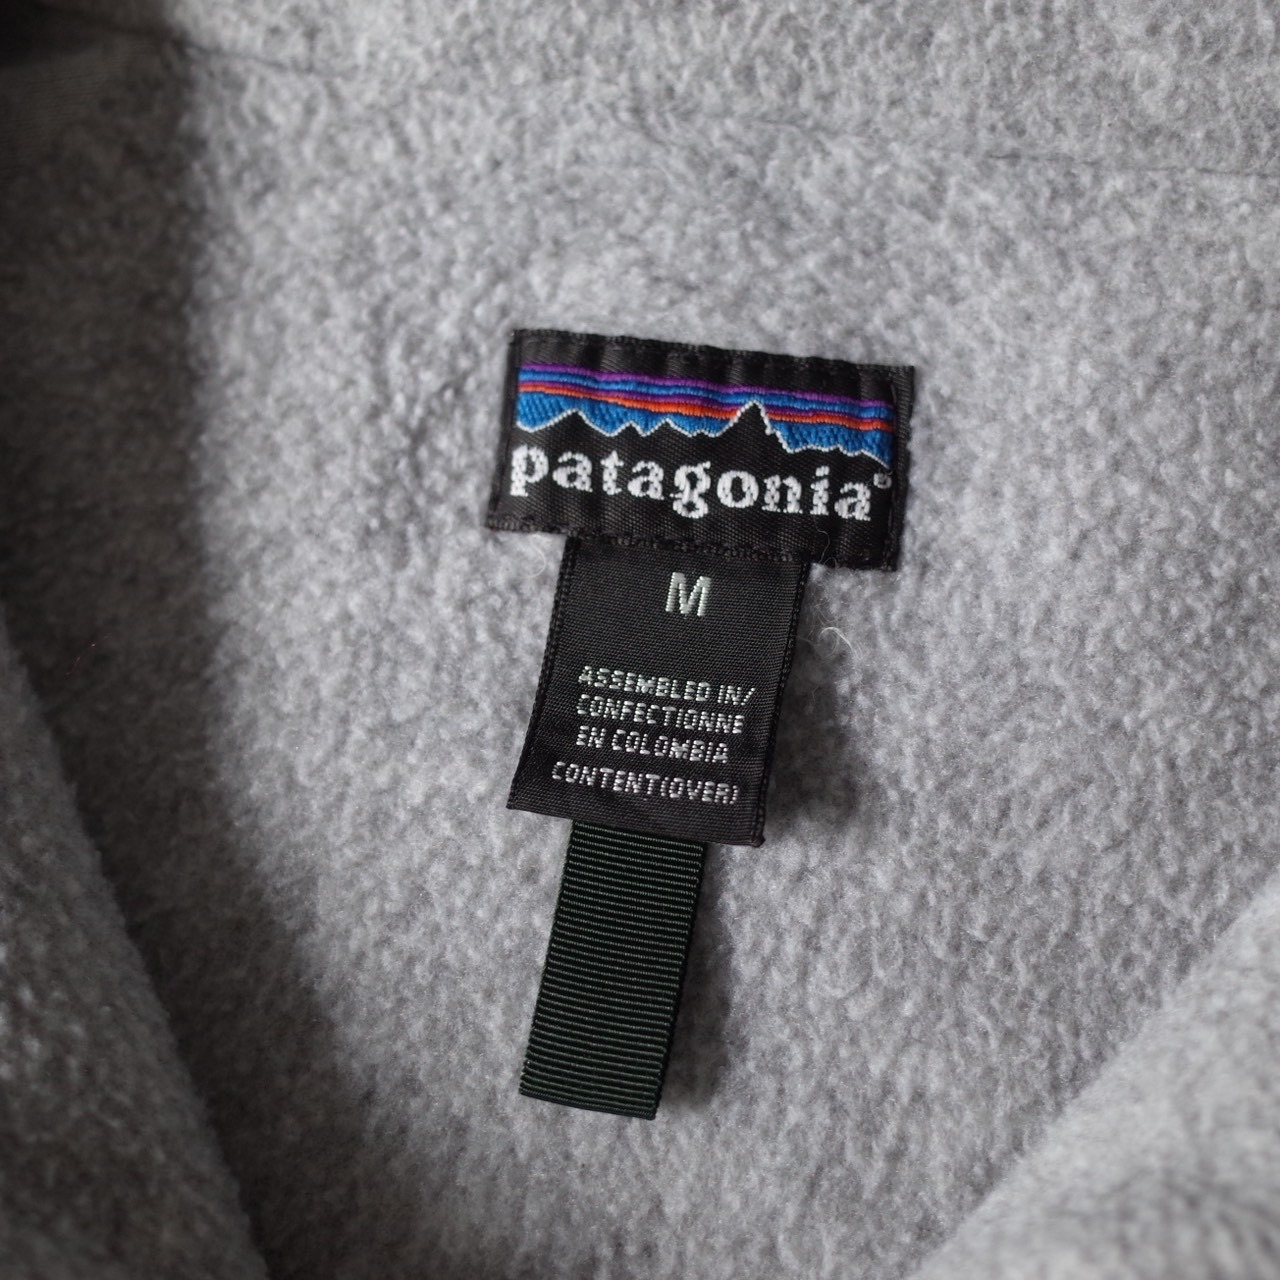 patagonia®
M
ASSEMBLED IN/
CONFECTIONNE
EN COLOMBIA
CONTENT(OVER)